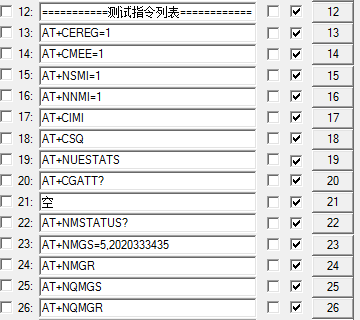 12: ===========测试指令列表============ 12
13: AT+CEREG=1 13
14: AT+CMEE=1 14
15: AT+NSMI=1 15
16: AT+NNMI=1 16
17: AT+CIMI 17
18: AT+CSQ 18
19: AT+NUESTATS 19
20: AT+CGATT? 20
21: 空 21
22: AT+NMSTATUS? 22
23: AT+NMGS=5,2020333435 23
24: AT+NMGR 24
25: AT+NQMGS 25
26: AT+NQMGR 26